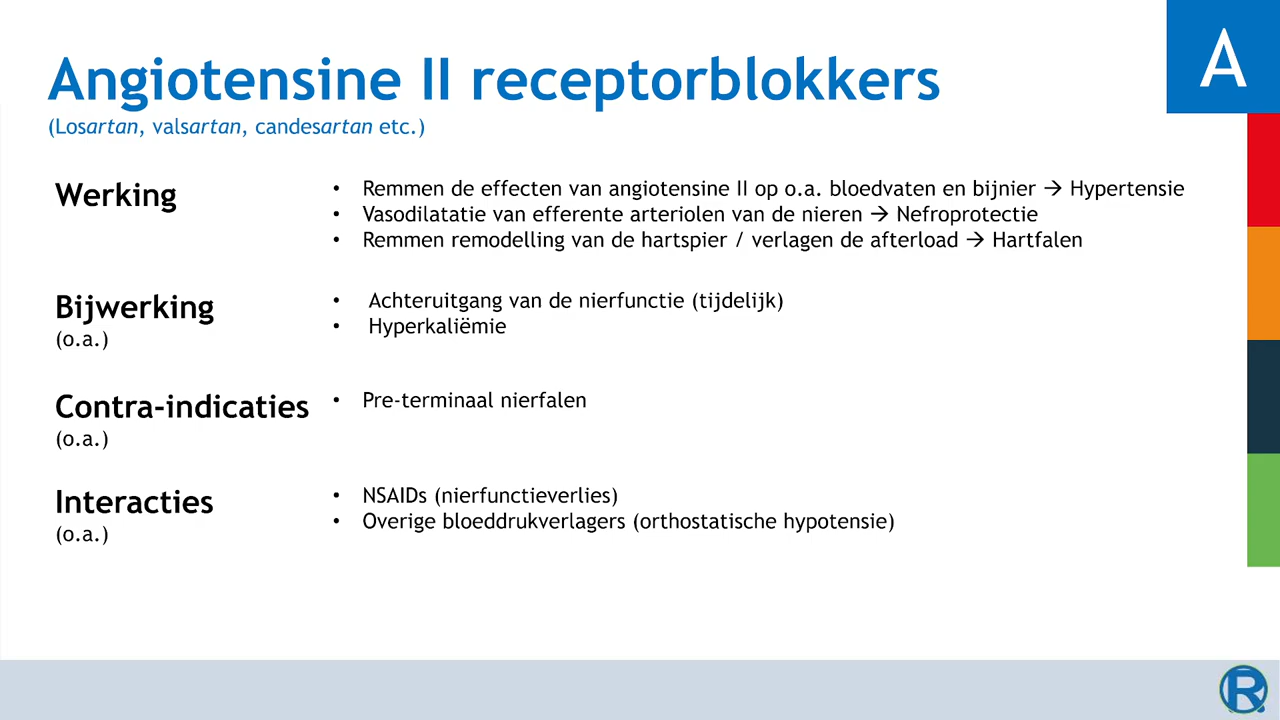 A
Angiotensine II receptorblokkers
(Losartan, valsartan, candesartan etc.)
Werking
• Remmen de effecten van angiotensine II op o.a. bloedvaten en bijnier → Hypertensie
• Vasodilatatie van efferente arteriolen van de nieren → Nefroprotectie
• Remmen remodelling van de hartspier / verlagen de afterload → Hartfalen
Bijwerking
(o.a.)
• Achteruitgang van de nierfunctie (tijdelijk)
• Hyperkaliëmie
Contra-indicaties
(o.a.)
• Pre-terminaal nierfalen
Interacties
(o.a.)
• NSAIDs (nierfunctieverlies)
• Overige bloeddrukverlagers (orthostatische hypotensie)
R